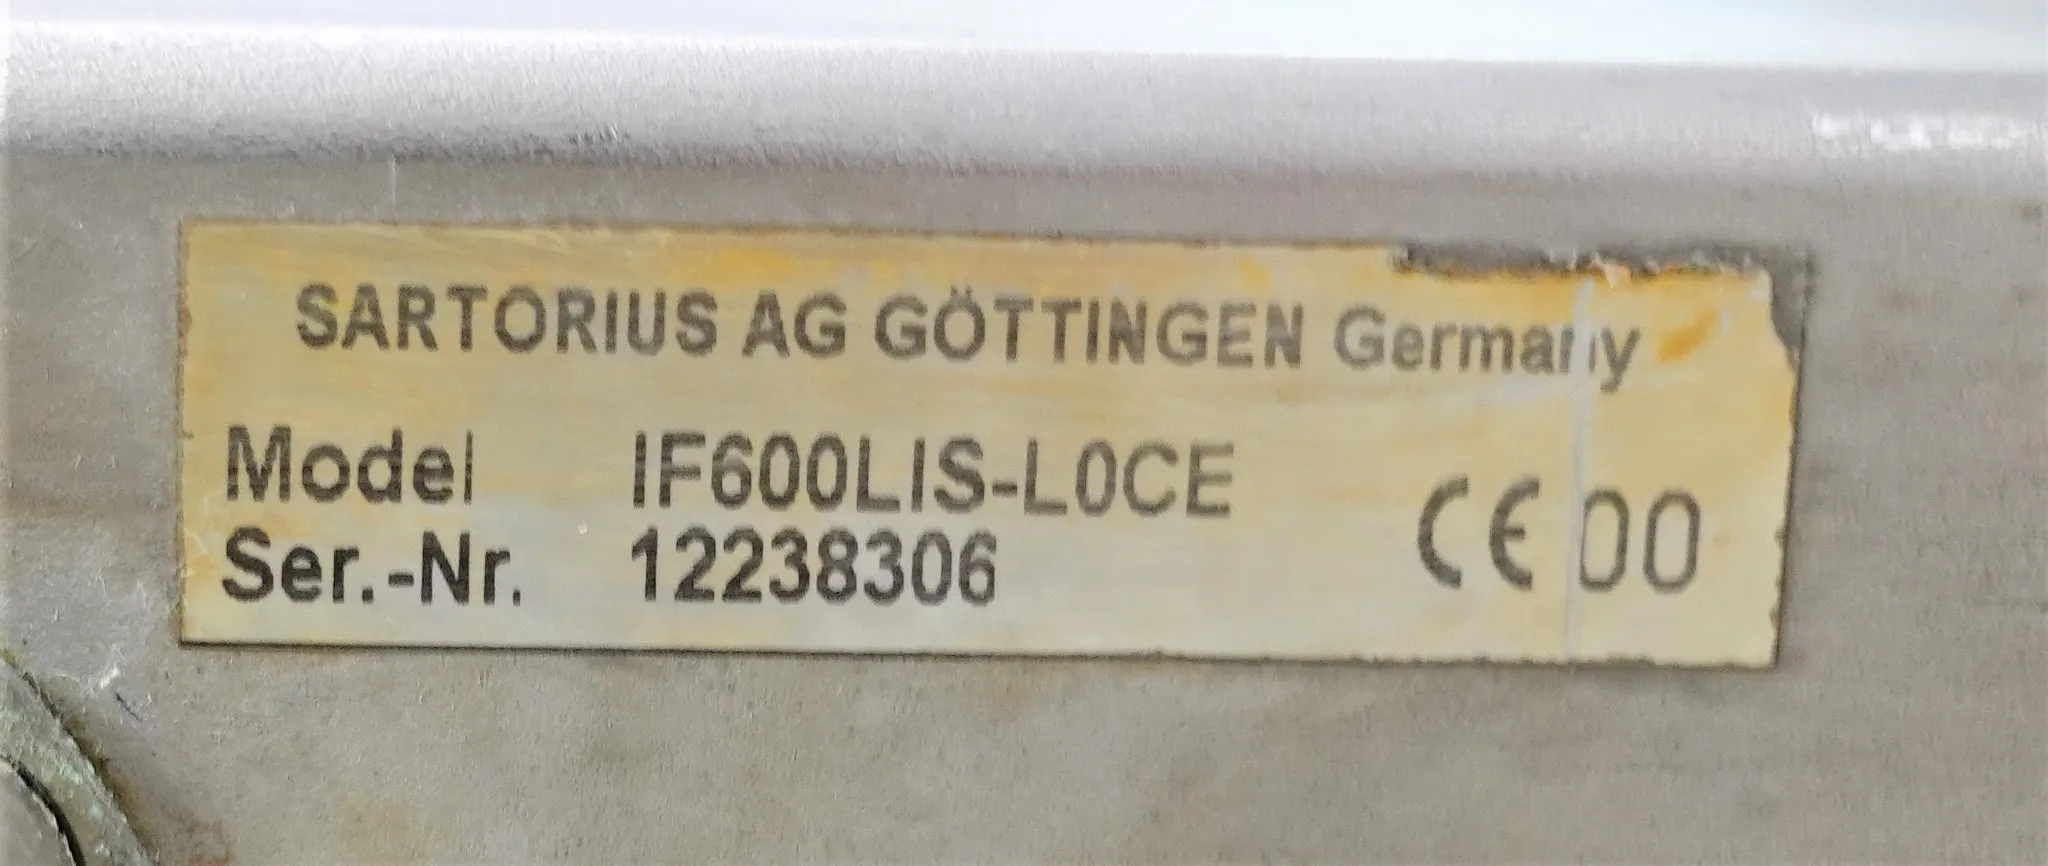 SARTORIUS AG GÖTTINGEN Germany
Model IF600LIS-L0CE
Ser.-Nr. 12238306
CE 00